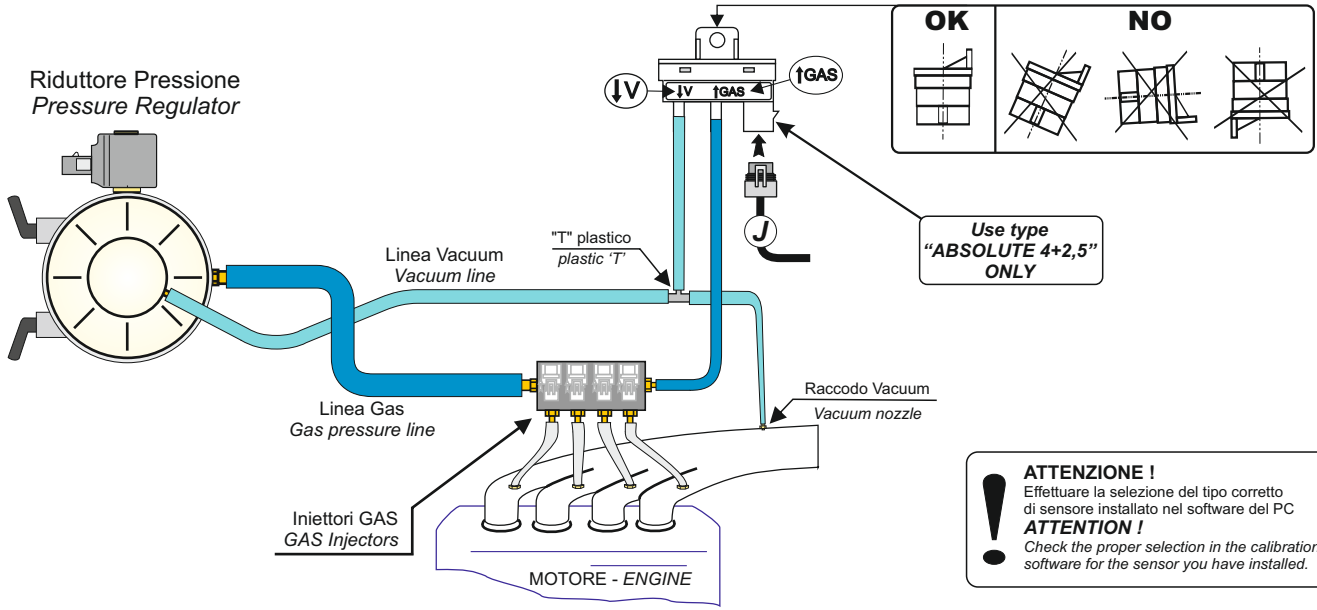 OK
NO
Riduttore Pressione
Pressure Regulator
↓V
↑GAS
↓V
↑GAS
J
Use type
“ABSOLUTE 4+2,5”
ONLY
"T" plastico
plastic ‘T’
Linea Vacuum
Vacuum line
Linea Gas
Gas pressure line
Raccodo Vacuum
Vacuum nozzle
Iniettori GAS
GAS Injectors
MOTORE - ENGINE
!
ATTENZIONE !
Effettuare la selezione del tipo corretto
di sensore installato nel software del PC
ATTENTION !
Check the proper selection in the calibration
software for the sensor you have installed.